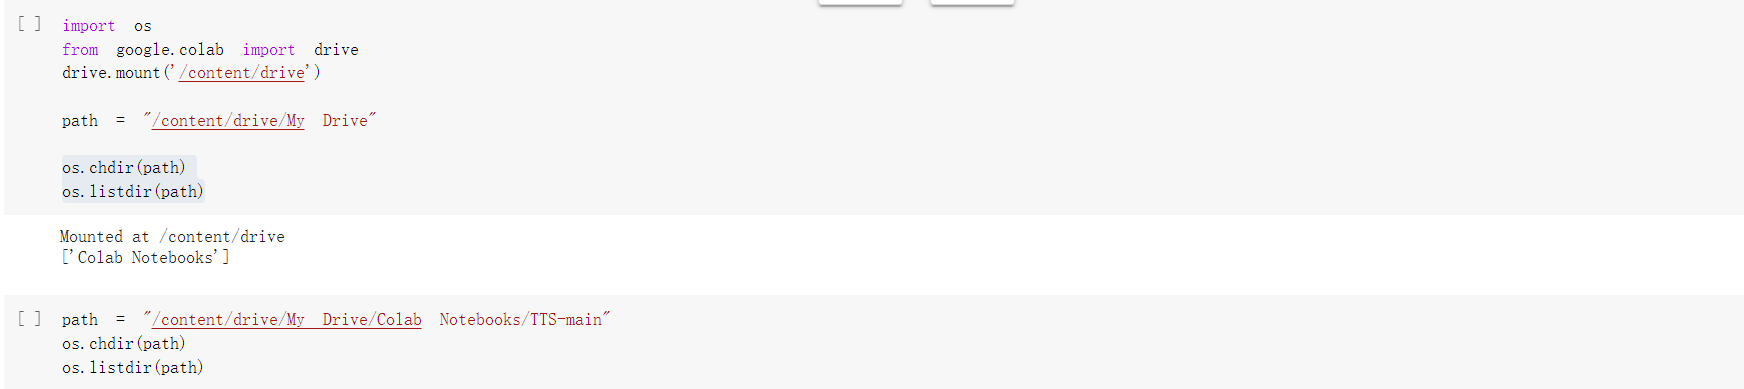 [ ] import os
from google.colab import drive
drive.mount('/content/drive')
path = "/content/drive/My Drive"
os.chdir(path)
os.listdir(path)
Mounted at /content/drive
['Colab Notebooks']
[ ] path = "/content/drive/My Drive/Colab Notebooks/TTS-main"
os.chdir(path)
os.listdir(path)